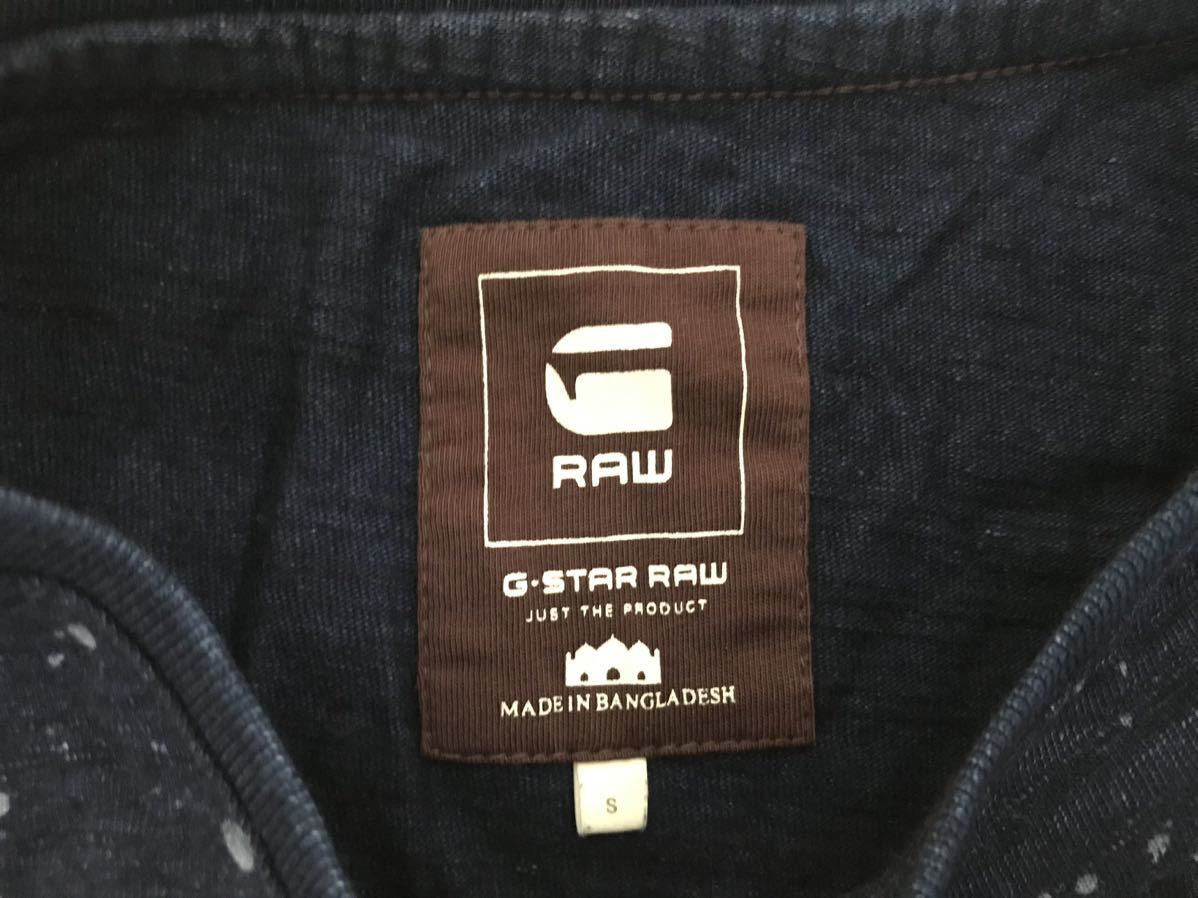 G
RAW
G·STAR RAW
JUST THE PRODUCT
MADE IN BANGLADESH
S